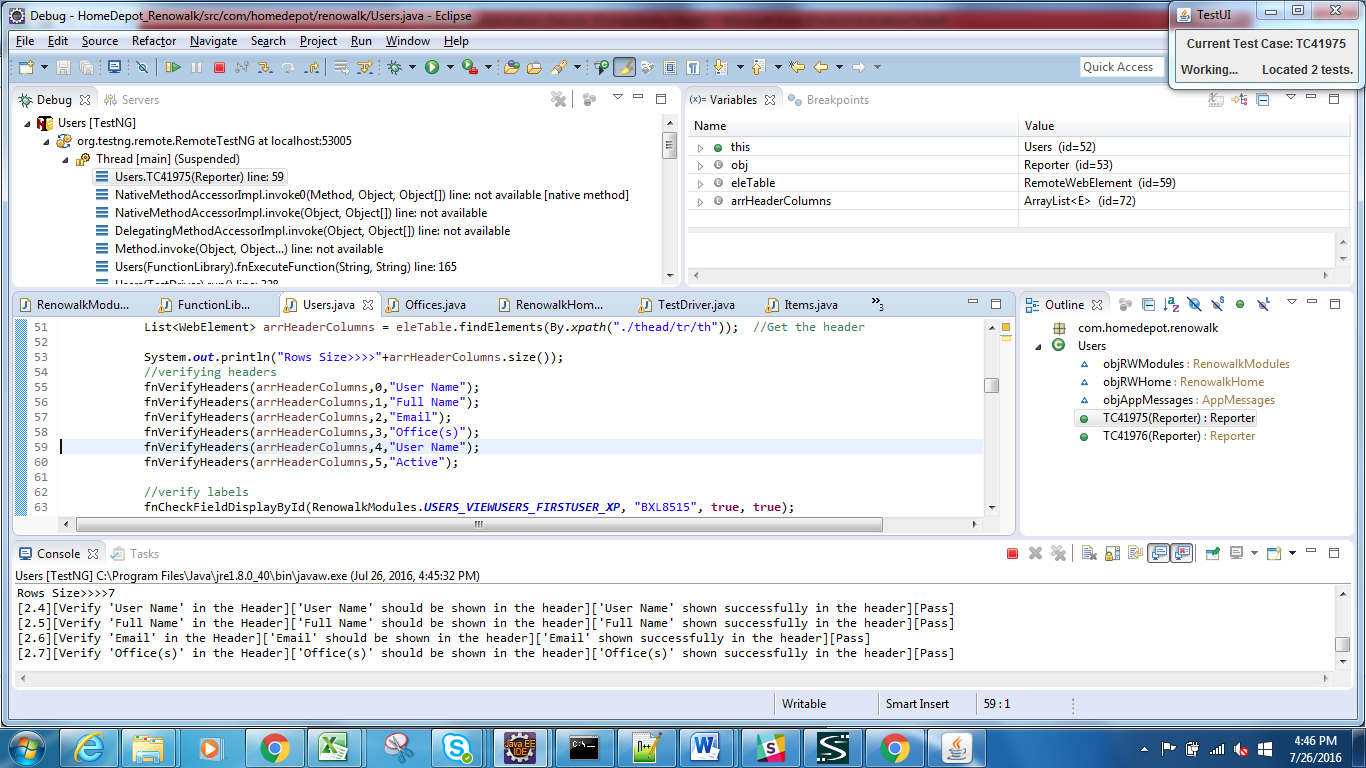 Debug - HomeDepot_Renowalk/src/com/homedepot/renowalk/Users.java - Eclipse
TestUI
File Edit Source Refactor Navigate Search Project Run Window Help
Current Test Case: TC41975
Working... Located 2 tests.
Quick Access
Debug Servers
(x)= Variables Breakpoints
Users [TestNG]
org.testng.remote.RemoteTestNG at localhost:53005
Thread [main] (Suspended)
Users.TC41975(Reporter) line: 59
NativeMethodAccessorImpl.invoke0(Method, Object, Object[]) line: not available [native method]
NativeMethodAccessorImpl.invoke(Object, Object[]) line: not available
DelegatingMethodAccessorImpl.invoke(Object, Object[]) line: not available
Method.invoke(Object, Object...) line: not available
Users(FunctionLibrary).fnExecuteFunction(String, String) line: 165
Users(TestDriver).run() line: 328
Name Value
this Users (id=52)
obj Reporter (id=53)
eleTable RemoteWebElement (id=59)
arrHeaderColumns ArrayList<E> (id=72)
RenowalkModu... FunctionLib... Users.java Offices.java RenowalkHom... TestDriver.java Items.java »3
51 List<WebElement> arrHeaderColumns = eleTable.findElements(By.xpath("./thead/tr/th")); //Get the header
52
53 System.out.println("Rows Size>>>>"+arrHeaderColumns.size());
54 //verifying headers
55 fnVerifyHeaders(arrHeaderColumns,0,"User Name");
56 fnVerifyHeaders(arrHeaderColumns,1,"Full Name");
57 fnVerifyHeaders(arrHeaderColumns,2,"Email");
58 fnVerifyHeaders(arrHeaderColumns,3,"Office(s)");
59 fnVerifyHeaders(arrHeaderColumns,4,"User Name");
60 fnVerifyHeaders(arrHeaderColumns,5,"Active");
61
62 //verify labels
63 fnCheckFieldDisplayById(RenowalkModules.USERS_VIEWUSERS_FIRSTUSER_XP, "BXL8515", true, true);
Outline
com.homedepot.renowalk
Users
objRWModules : RenowalkModules
objRWHome : RenowalkHome
objAppMessages : AppMessages
TC41975(Reporter) : Reporter
TC41976(Reporter) : Reporter
Console Tasks
Users [TestNG] C:\Program Files\Java\jre1.8.0_40\bin\javaw.exe (Jul 26, 2016, 4:45:32 PM)
Rows Size>>>>7
[2.4][Verify 'User Name' in the Header]['User Name' should be shown in the header]['User Name' shown successfully in the header][Pass]
[2.5][Verify 'Full Name' in the Header]['Full Name' should be shown in the header]['Full Name' shown successfully in the header][Pass]
[2.6][Verify 'Email' in the Header]['Email' should be shown in the header]['Email' shown successfully in the header][Pass]
[2.7][Verify 'Office(s)' in the Header]['Office(s)' should be shown in the header]['Office(s)' shown successfully in the header][Pass]
Writable Smart Insert 59 : 1
Java EE
IDE
4:46 PM
7/26/2016